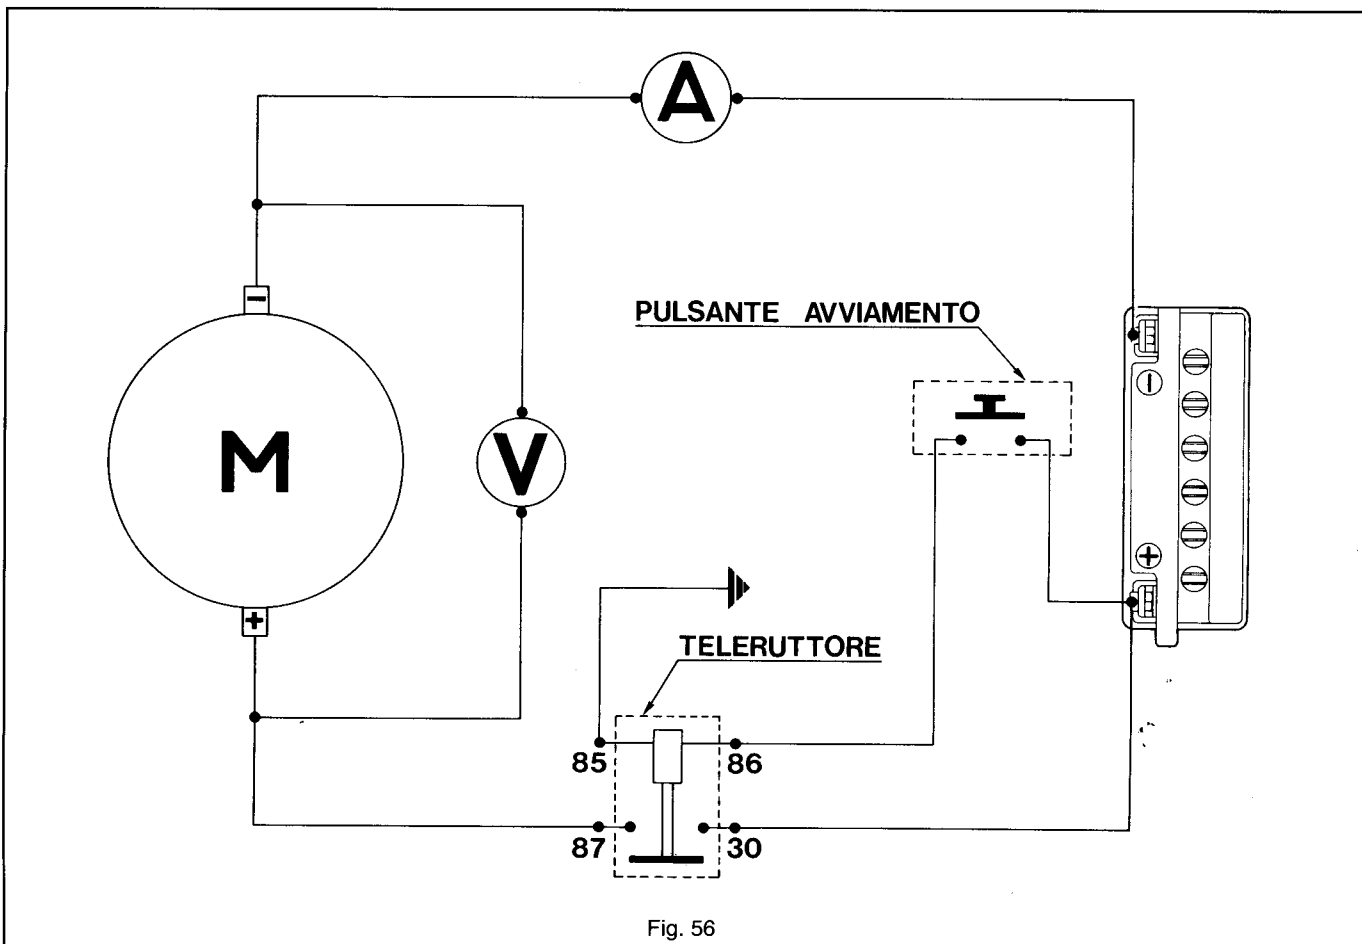 A
−
PULSANTE AVVIAMENTO
−
M
V
+
+
TELERUTTORE
85
86
87
30
Fig. 56